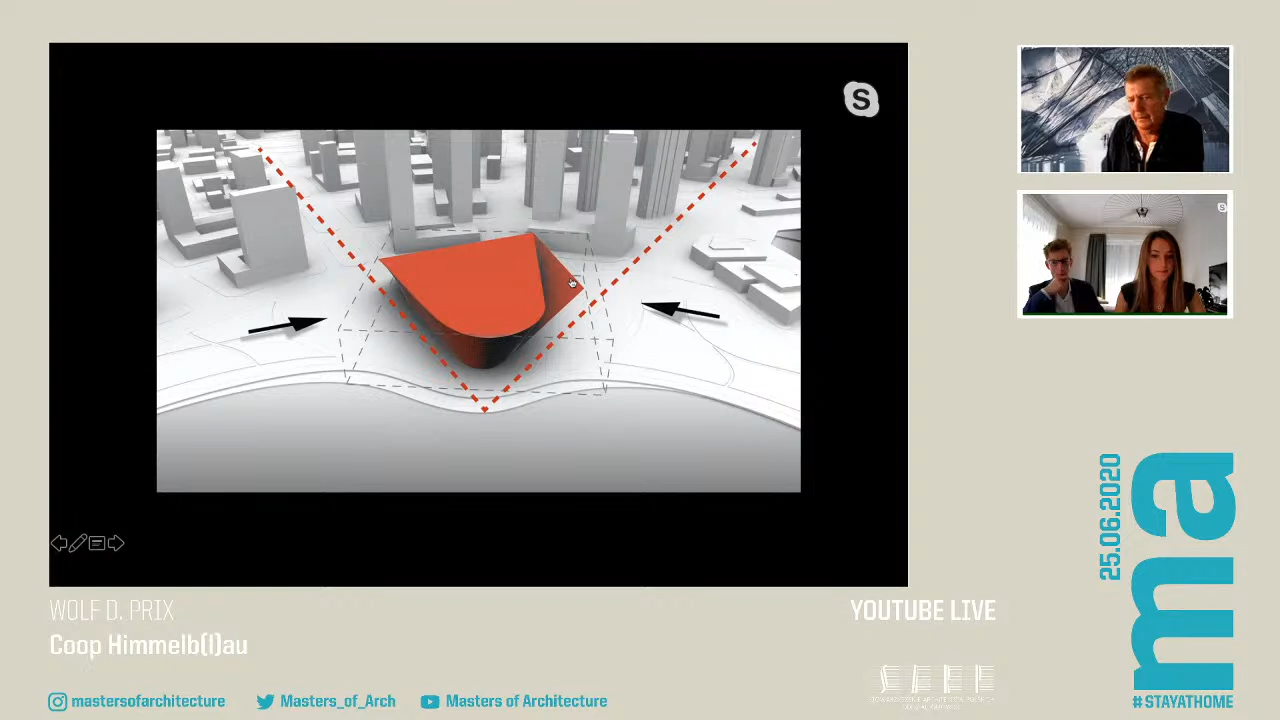 S
S
25.06.2020
ma
WOLF D. PRIX
Coop Himmelb(l)au
YOUTUBE LIVE
mastersofarchitecture
Masters_of_Arch
Masters of Architecture
#STAYATHOME